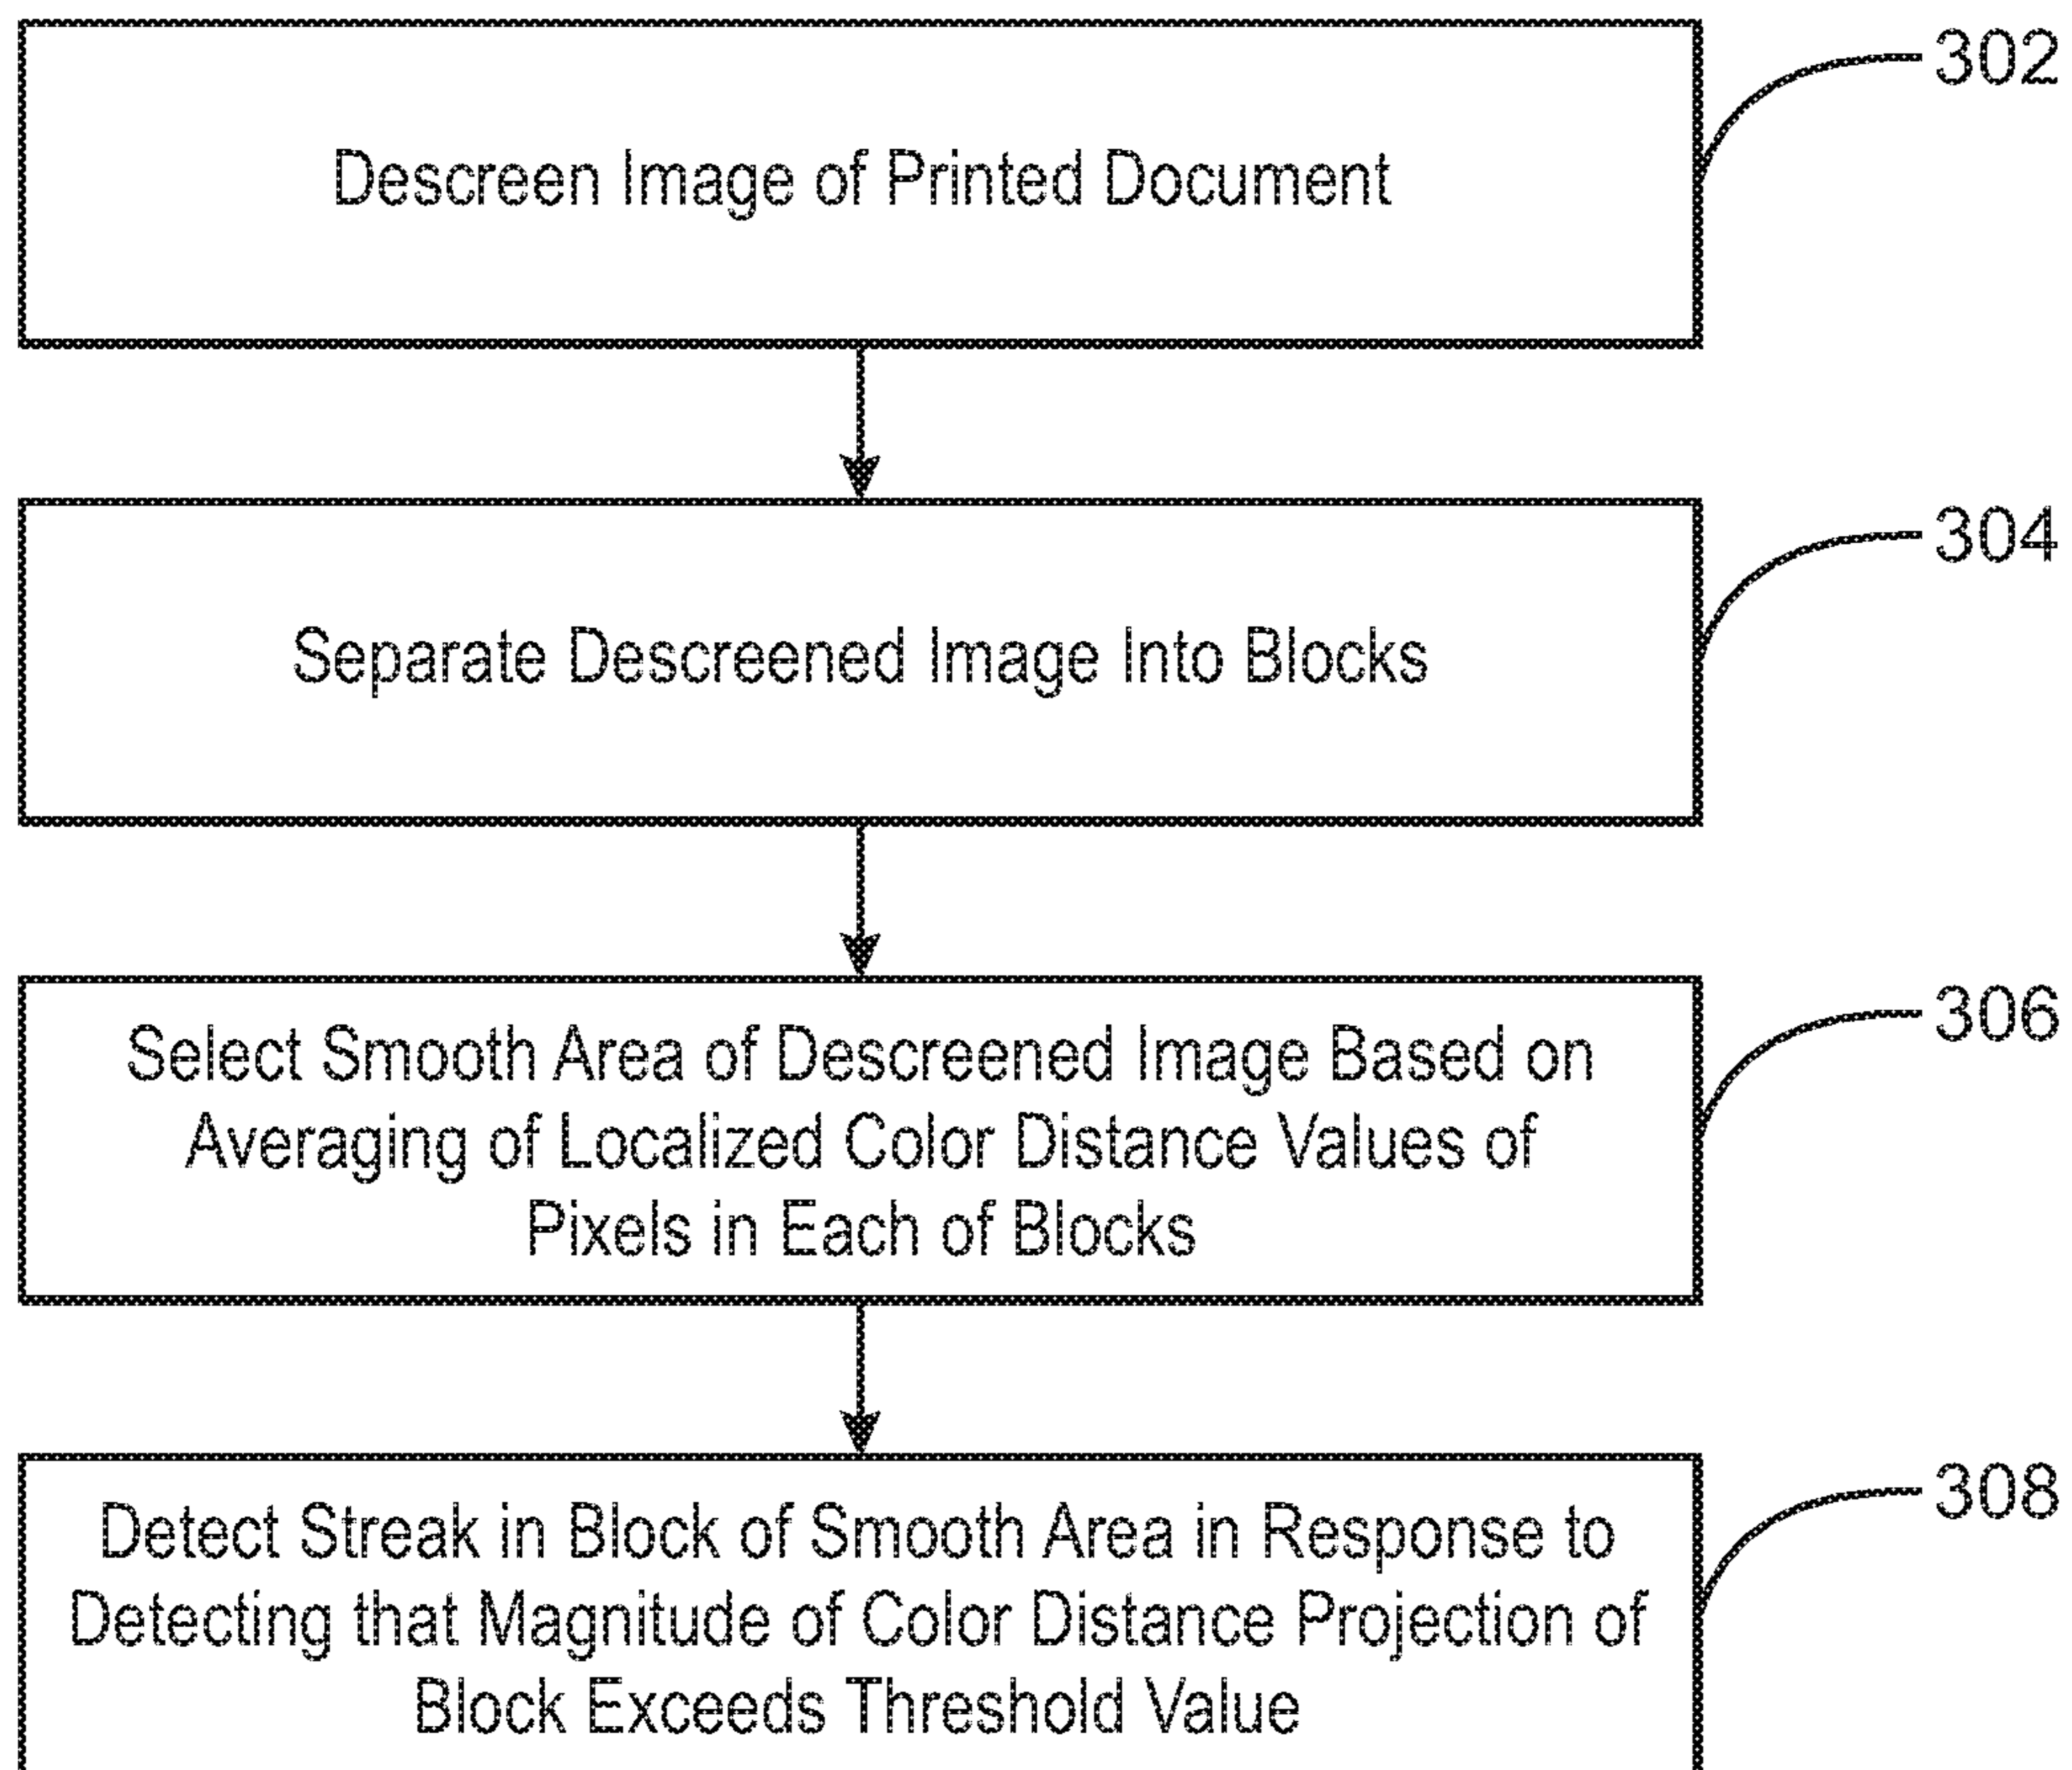 302
Descreen Image of Printed Document
304
Separate Descreened Image Into Blocks
306
Select Smooth Area of Descreened Image Based on
Averaging of Localized Color Distance Values of
Pixels in Each of Blocks
308
Detect Streak in Block of Smooth Area in Response to
Detecting that Magnitude of Color Distance Projection of
Block Exceeds Threshold Value